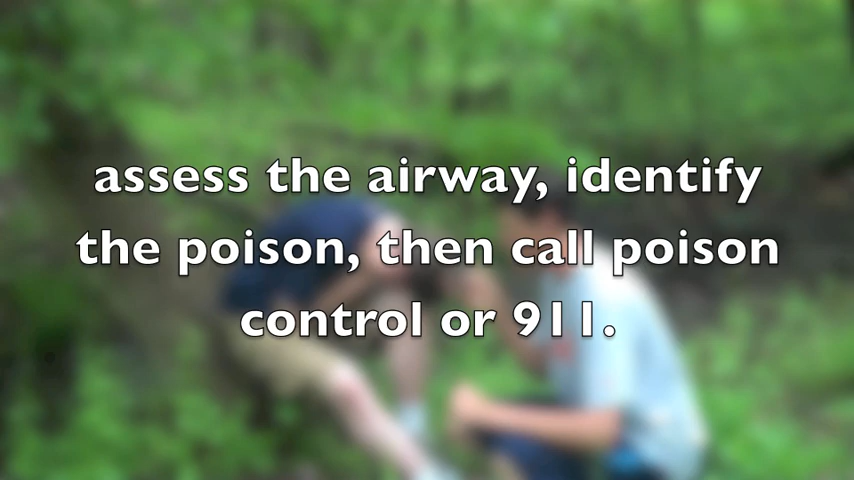 assess the airway, identify
the poison, then call poison
control or 911.